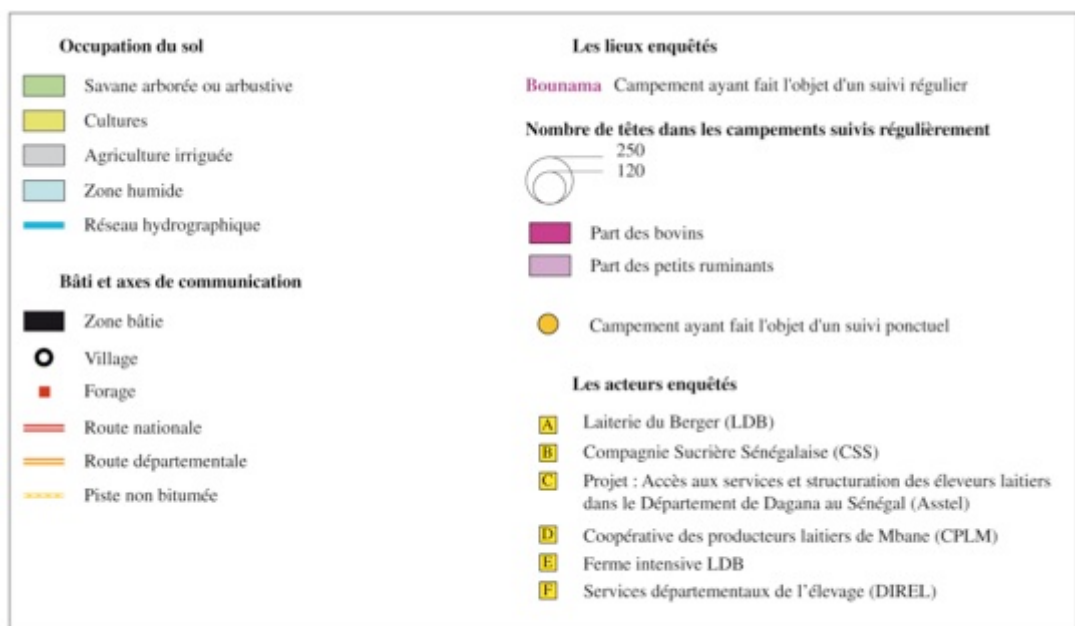 Occupation du sol
Savane arborée ou arbustive
Cultures
Agriculture irriguée
Zone humide
Réseau hydrographique
Bâti et axes de communication
Zone bâtie
Village
Forage
Route nationale
Route départementale
Piste non bitumée
Les lieux enquêtés
Bounama Campement ayant fait l'objet d'un suivi régulier
Nombre de têtes dans les campements suivis régulièrement
250
120
Part des bovins
Part des petits ruminants
Campement ayant fait l'objet d'un suivi ponctuel
Les acteurs enquêtés
A Laiterie du Berger (LDB)
B Compagnie Sucrière Sénégalaise (CSS)
C Projet : Accès aux services et structuration des éleveurs laitiers
dans le Département de Dagana au Sénégal (Asstel)
D Coopérative des producteurs laitiers de Mbane (CPLM)
E Ferme intensive LDB
F Services départementaux de l'élevage (DIREL)